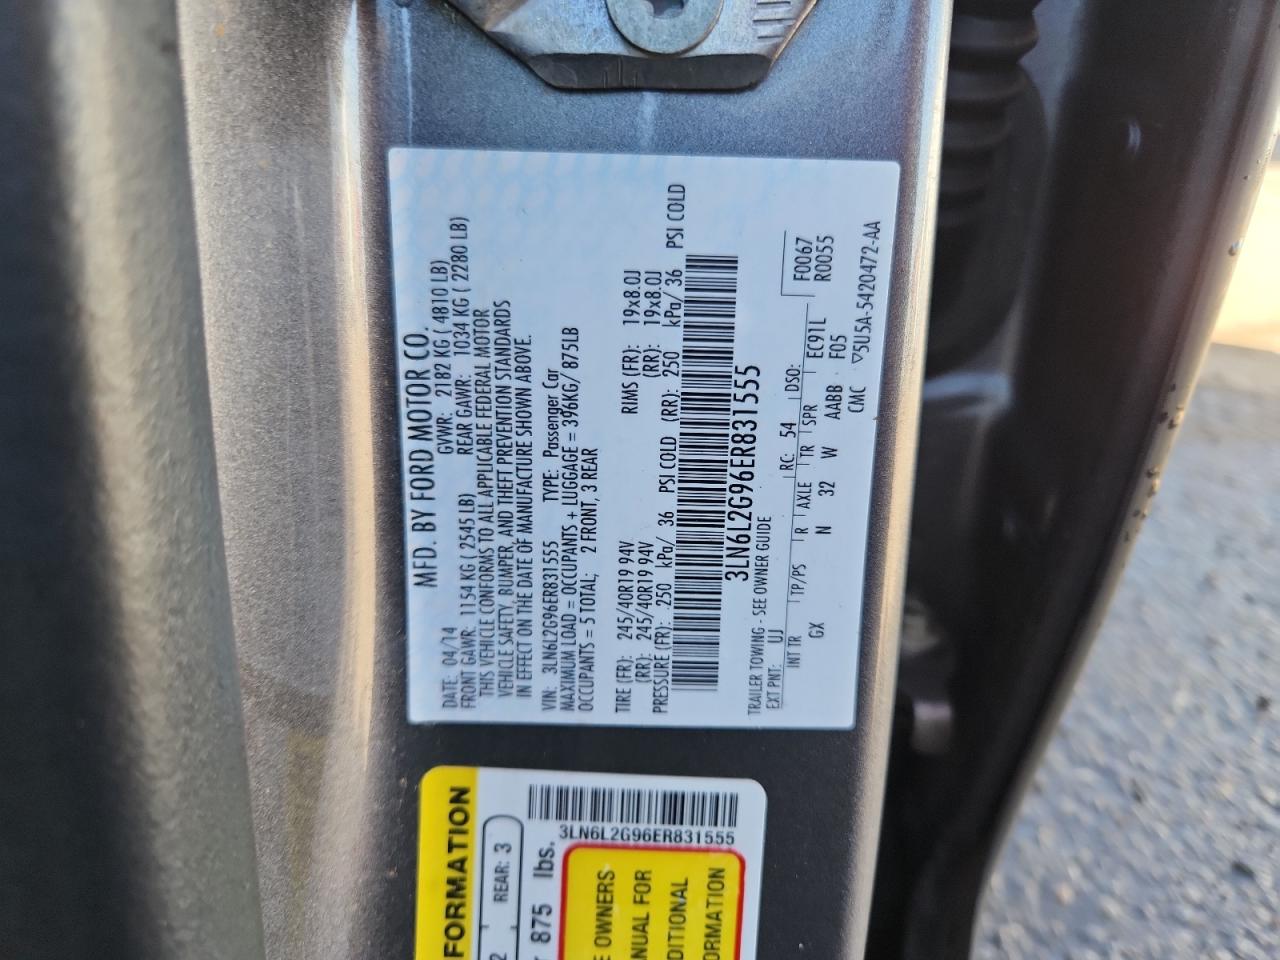 MFD. BY FORD MOTOR CO.
DATE: 04/14 GVWR: 2182 KG ( 4810 LB)
FRONT GAWR: 1154 KG ( 2545 LB) REAR GAWR: 1034 KG ( 2280 LB)
THIS VEHICLE CONFORMS TO ALL APPLICABLE FEDERAL MOTOR
VEHICLE SAFETY, BUMPER, AND THEFT PREVENTION STANDARDS
IN EFFECT ON THE DATE OF MANUFACTURE SHOWN ABOVE.
VIN: 3LN6L2G96ER831555 TYPE: Passenger Car
MAXIMUM LOAD = OCCUPANTS + LUGGAGE = 396KG/ 875LB
OCCUPANTS = 5 TOTAL; 2 FRONT, 3 REAR
TIRE (FR): 245/40R19 94V RIMS (FR): 19x8.0J
(RR): 245/40R19 94V (RR): 19x8.0J
PRESSURE (FR): 250 kPa/ 36 PSI COLD (RR): 250 kPa/ 36 PSI COLD
3LN6L2G96ER831555
TRAILER TOWING - SEE OWNER GUIDE
EXT PNT: UJ RC: 54 DSO: F0067
INT TR TP/PS R AXLE TR SPR R0055
GX N 32 W AABB EC91L
F05
CMC ▽5U5A-5420472-AA
FORMATION
2 REAR: 3
875 lbs.
3LN6L2G96ER831555
E OWNERS
NUAL FOR
DITIONAL
ORMATION